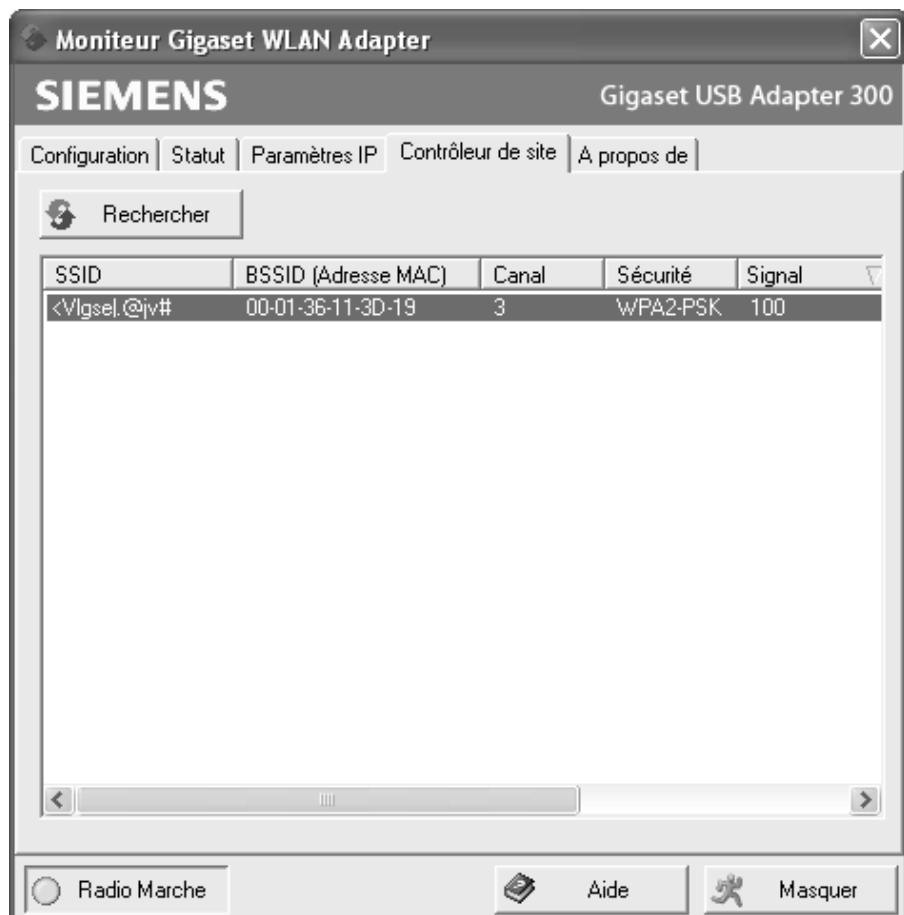 Moniteur Gigaset WLAN Adapter
SIEMENS Gigaset USB Adapter 300
Configuration Statut Paramètres IP Contrôleur de site A propos de
Rechercher
SSID BSSID (Adresse MAC) Canal Sécurité Signal
<Vlgse|.@jv# 00-01-36-11-3D-19 3 WPA2-PSK 100
Radio Marche Aide Masquer